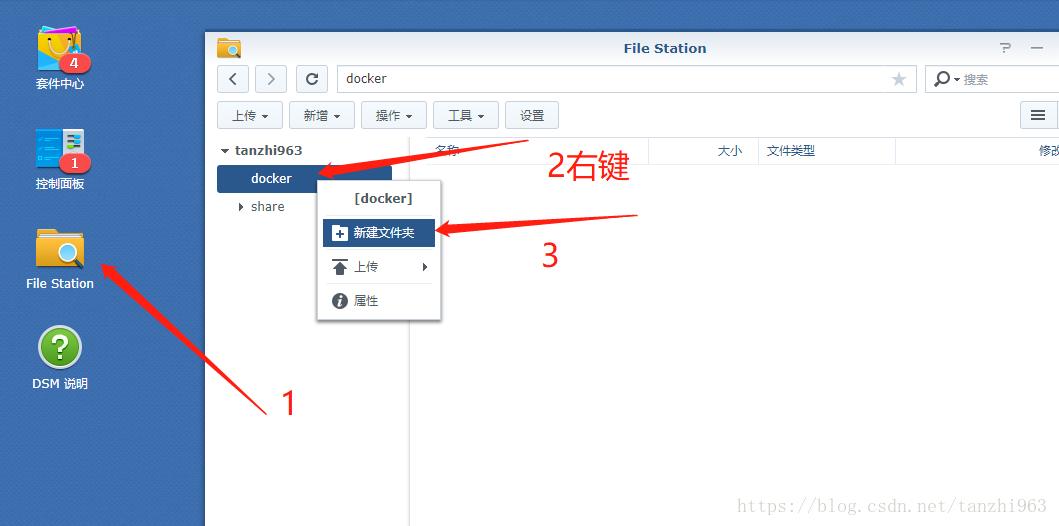 4
套件中心
1
控制面板
File Station
DSM 说明
File Station
docker
搜索
上传
新增
操作
工具
设置
tanzhi963
docker
share
名称
大小
文件类型
修改
[docker]
新建文件夹
上传
属性
1
2右键
3
https://blog.csdn.net/tanzhi963